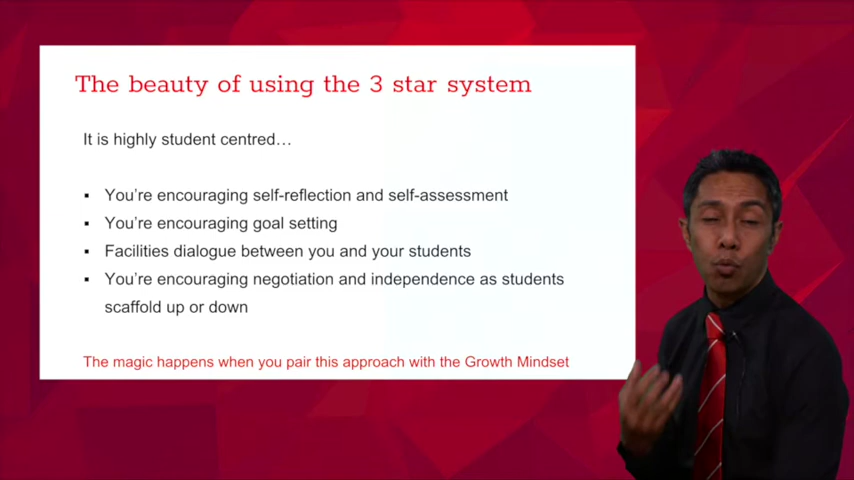 The beauty of using the 3 star system
It is highly student centred…
▪ You’re encouraging self-reflection and self-assessment
▪ You’re encouraging goal setting
▪ Facilities dialogue between you and your students
▪ You’re encouraging negotiation and independence as students
scaffold up or down
The magic happens when you pair this approach with the Growth Mindset